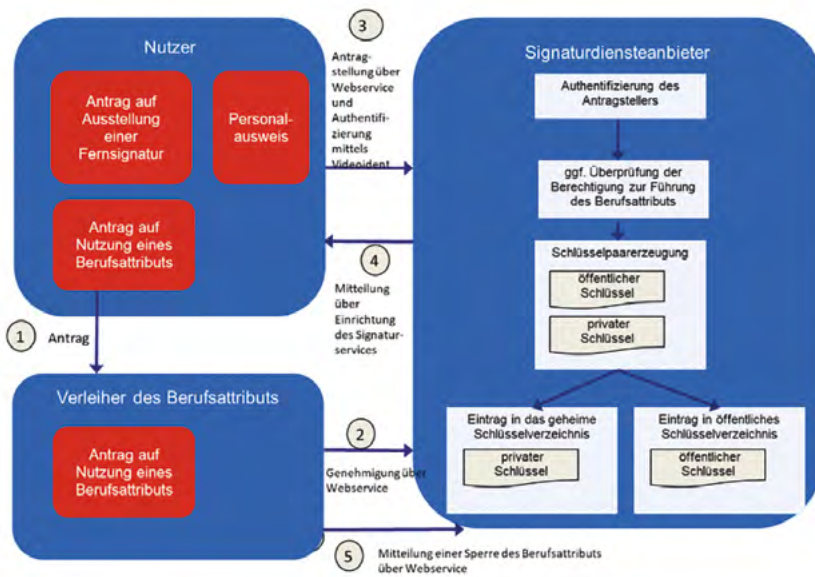 Nutzer
Antrag auf
Ausstellung
einer
Fernsignatur
Personal-
ausweis
Antrag auf
Nutzung eines
Berufsattributs
3
Antrag-
stellung über
Webservice
und
Authentifi-
zierung
mittels
Videoident
4
Mitteilung
über
Einrichtung
des Signatur-
services
1
Antrag
Verleiher des Berufsattributs
Antrag auf
Nutzung eines
Berufsattributs
2
Genehmigung über
Webservice
5
Mitteilung einer Sperre des Berufsattributs
über Webservice
Signaturdiensteanbieter
Authentifizierung des
Antragstellers
ggf. Überprüfung der
Berechtigung zur Führung
des Berufsattributs
Schlüsselpaarerzeugung
öffentlicher
Schlüssel
privater
Schlüssel
Eintrag in das geheime
Schlüsselverzeichnis
privater
Schlüssel
Eintrag in öffentliches
Schlüsselverzeichnis
öffentlicher
Schlüssel